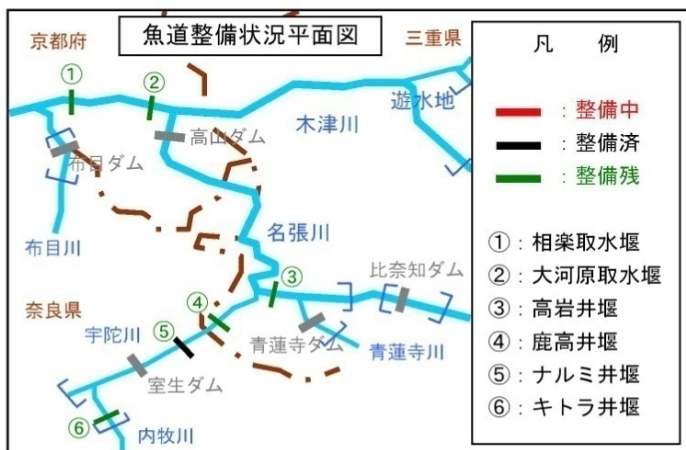 魚道整備状況平面図
京都府
三重県
①
②
遊水地
木津川
高山ダム
布目ダム
布目川
名張川
比奈知ダム
③
奈良県
④
宇陀川
⑤
青蓮寺ダム
青蓮寺川
室生ダム
⑥
内牧川
凡 例
：整備中
：整備済
：整備残
①：相楽取水堰
②：大河原取水堰
③：高岩井堰
④：鹿高井堰
⑤：ナルミ井堰
⑥：キトラ井堰